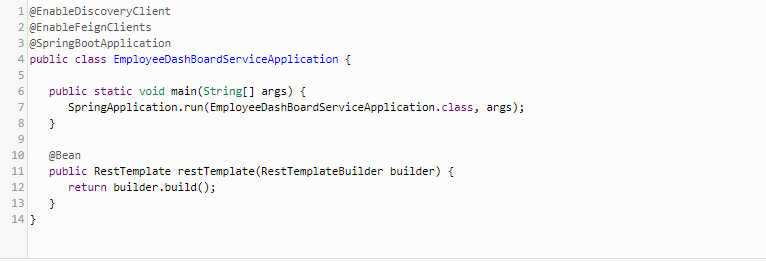 1 @EnableDiscoveryClient
2 @EnableFeignClients
3 @SpringBootApplication
4 public class EmployeeDashBoardServiceApplication {
5
6    public static void main(String[] args) {
7       SpringApplication.run(EmployeeDashBoardServiceApplication.class, args);
8    }
9
10    @Bean
11    public RestTemplate restTemplate(RestTemplateBuilder builder) {
12       return builder.build();
13    }
14 }